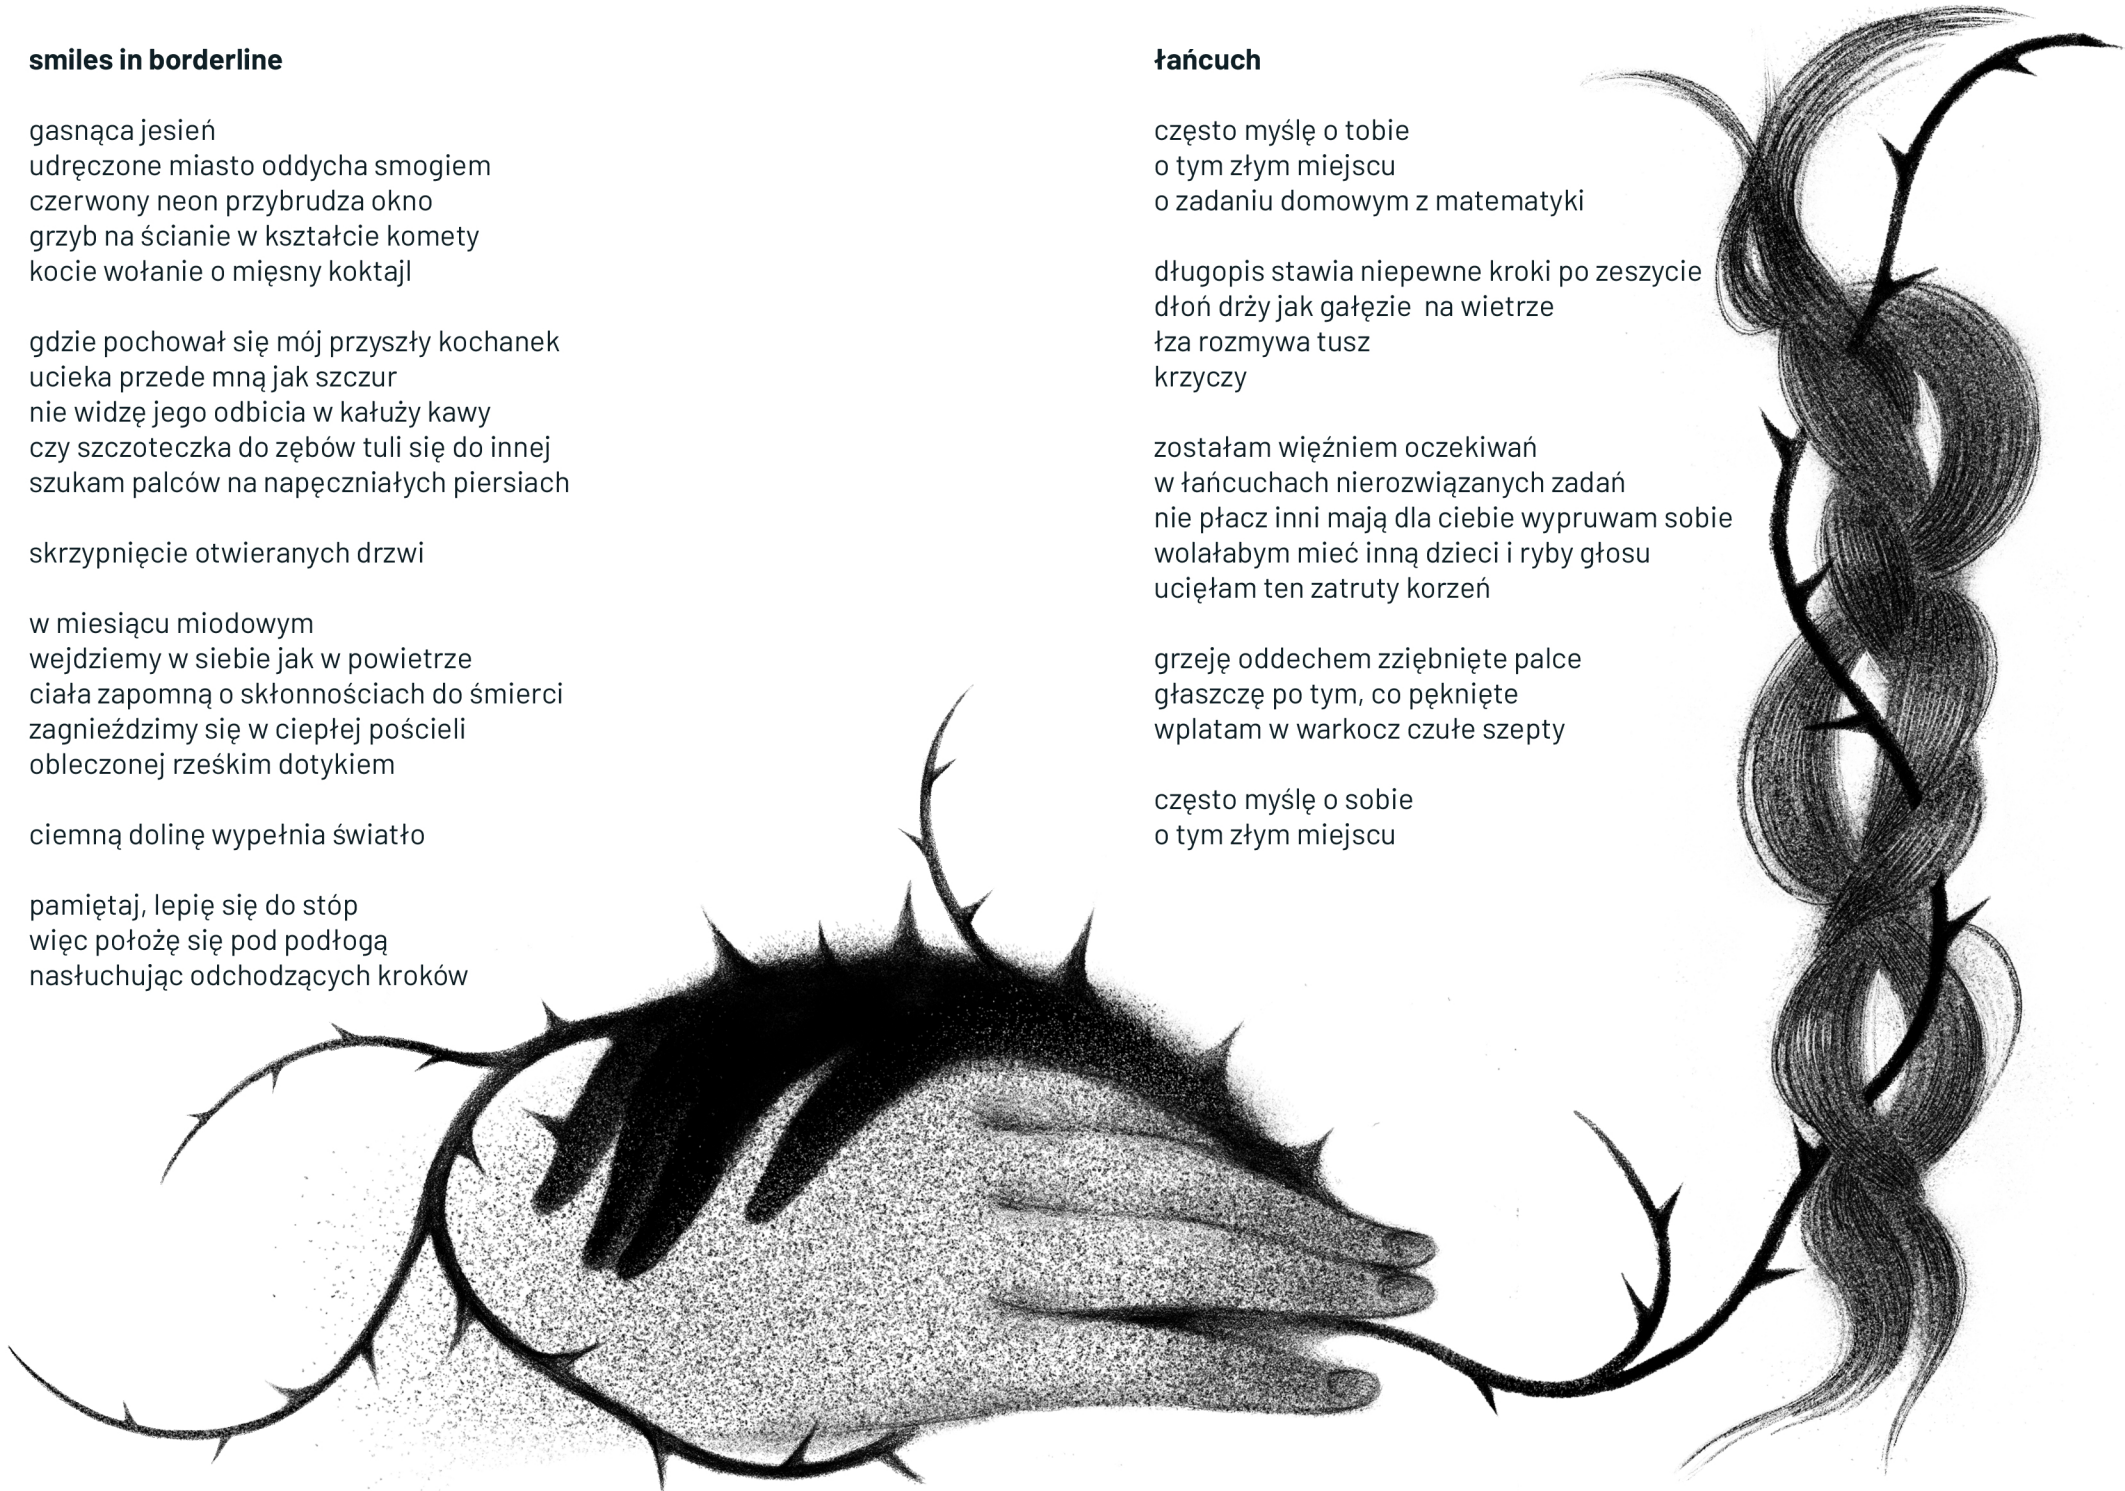 smiles in borderline

gasnąca jesień
udręczone miasto oddycha smogiem
czerwony neon przybrudza okno
grzyb na ścianie w kształcie komety
kocie wołanie o mięsny koktajl

gdzie pochował się mój przyszły kochanek
ucieka przede mną jak szczur
nie widzę jego odbicia w kałuży kawy
czy szczoteczka do zębów tuli się do innej
szukam palców na napęczniałych piersiach

skrzypnięcie otwieranych drzwi

w miesiącu miodowym
wejdziemy w siebie jak w powietrze
ciała zapomną o skłonnościach do śmierci
zagnieździmy się w ciepłej pościeli
obleczonej rześkim dotykiem

ciemną dolinę wypełnia światło

pamiętaj, lepię się do stóp
więc położę się pod podłogą
nasłuchując odchodzących kroków

łańcuch

często myślę o tobie
o tym złym miejscu
o zadaniu domowym z matematyki

długopis stawia niepewne kroki po zeszycie
dłoń drży jak gałęzie  na wietrze
łza rozmywa tusz
krzyczy

zostałam więźniem oczekiwań
w łańcuchach nierozwiązanych zadań
nie płacz inni mają dla ciebie wypruwam sobie
wolałabym mieć inną dzieci i ryby głosu
ucięłam ten zatruty korzeń

grzeję oddechem zziębnięte palce
głaszczę po tym, co pęknięte
wplatam w warkocz czułe szepty

często myślę o sobie
o tym złym miejscu